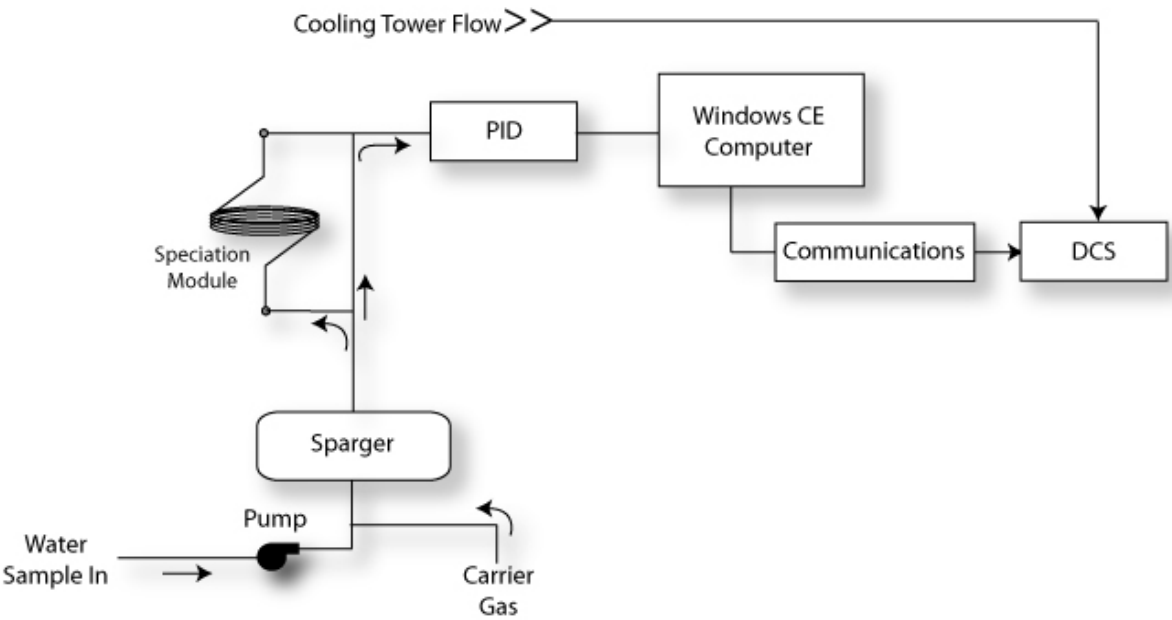 Cooling Tower Flow
PID
Windows CE
Computer
Speciation
Module
Communications
DCS
Sparger
Pump
Water
Sample In
Carrier
Gas